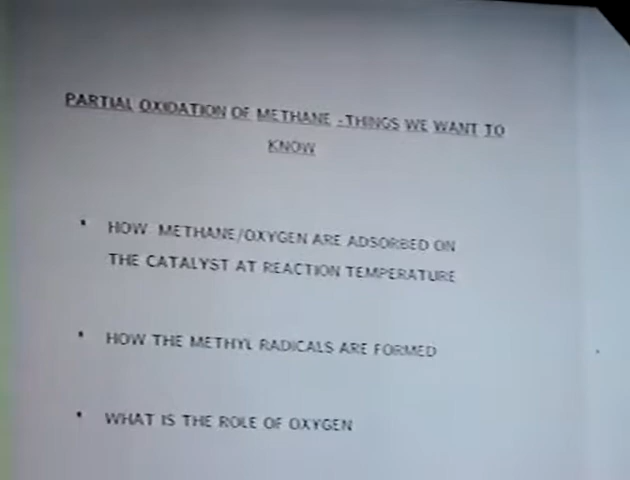 PARTIAL OXIDATION OF METHANE -THINGS WE WANT TO
KNOW
• HOW METHANE/OXYGEN ARE ADSORBED ON
THE CATALYST AT REACTION TEMPERATURE
• HOW THE METHYL RADICALS ARE FORMED
• WHAT IS THE ROLE OF OXYGEN